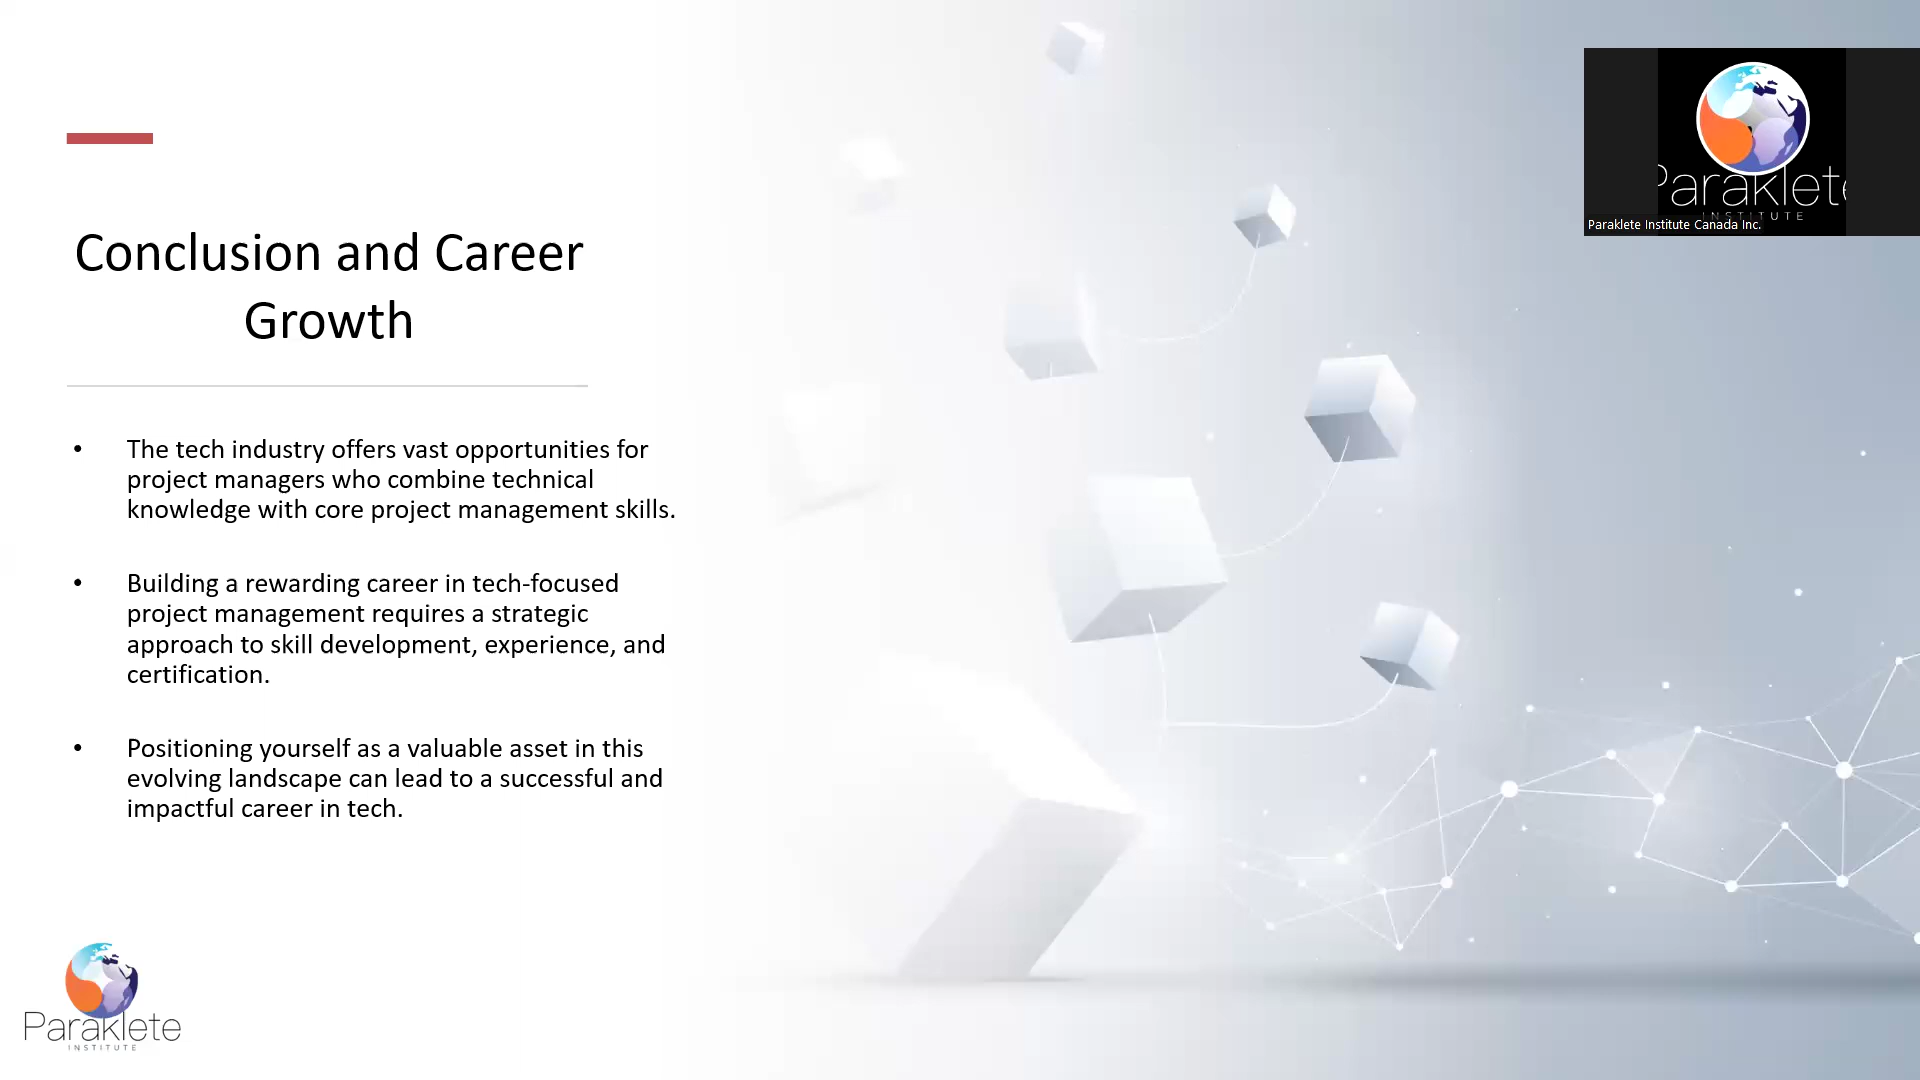 Conclusion and Career
Growth
• The tech industry offers vast opportunities for
project managers who combine technical
knowledge with core project management skills.
• Building a rewarding career in tech-focused
project management requires a strategic
approach to skill development, experience, and
certification.
• Positioning yourself as a valuable asset in this
evolving landscape can lead to a successful and
impactful career in tech.
Paraklete
INSTITUTE
Paraklete
INSTITUTE
Paraklete Institute Canada Inc.